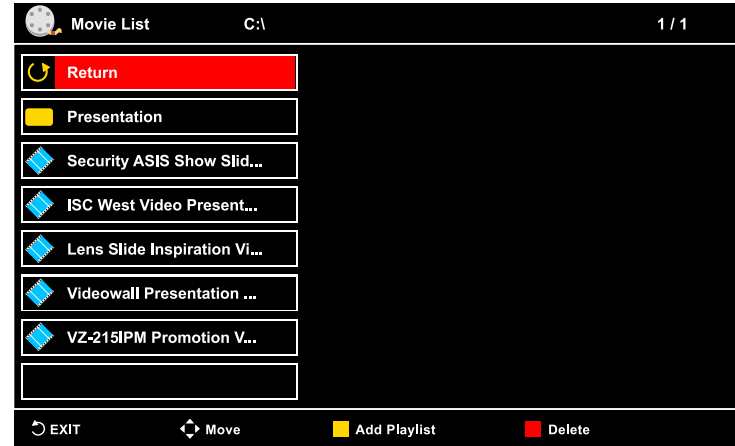 Movie List C:\ 1 / 1
Return
Presentation
Security ASIS Show Slid...
ISC West Video Present...
Lens Slide Inspiration Vi...
Videowall Presentation ...
VZ-215IPM Promotion V...
EXIT Move Add Playlist Delete